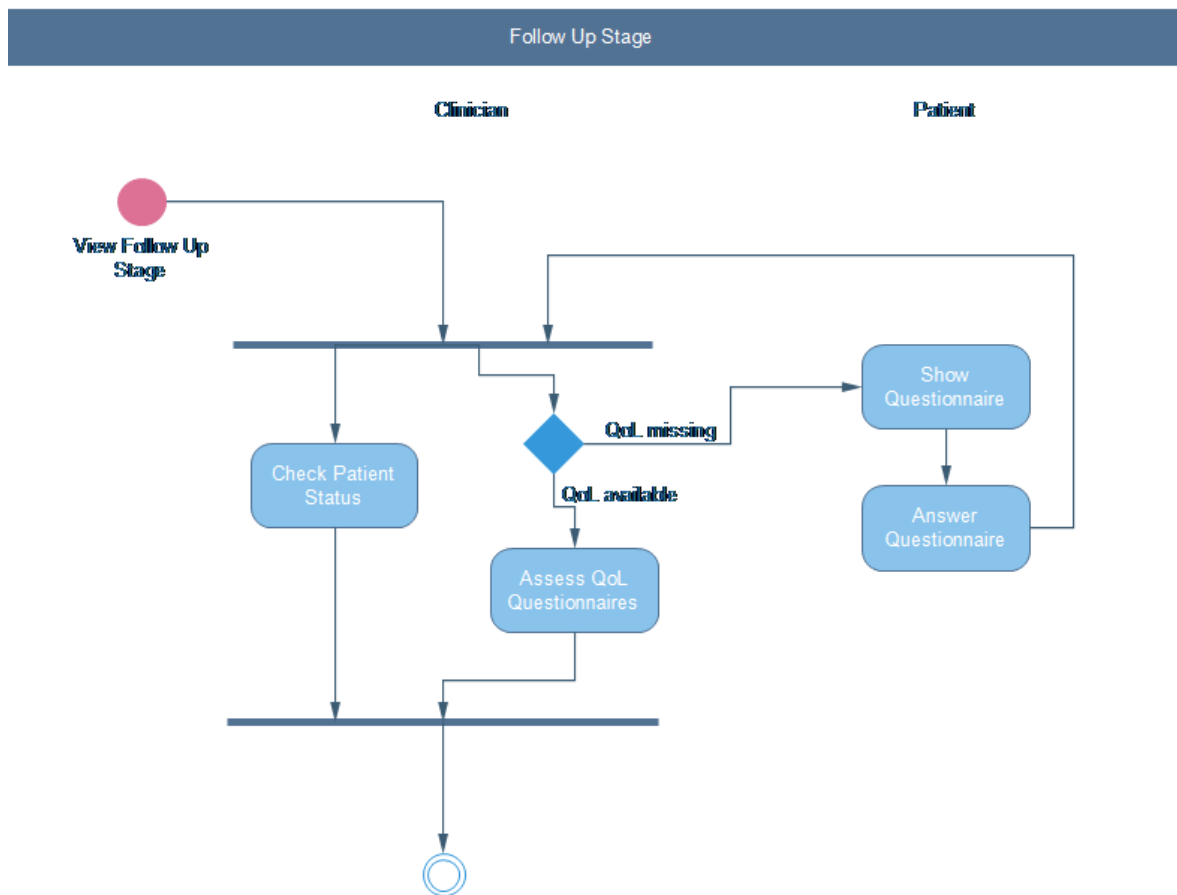 Follow Up Stage
Clinician
Patient
View Follow Up
Stage
Show
Questionnaire
QoL missing
Check Patient
Status
QoL available
Answer
Questionnaire
Assess QoL
Questionnaires